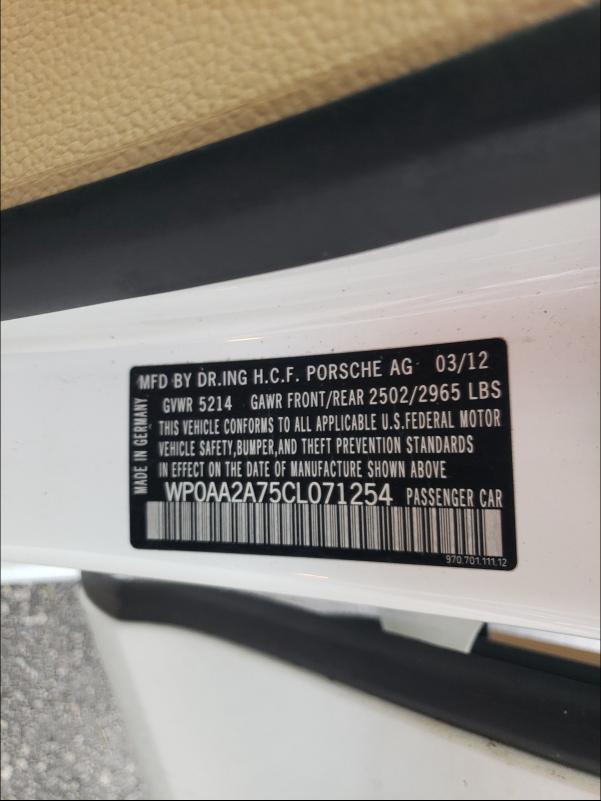 MFD BY DR.ING H.C.F. PORSCHE AG 03/12
GVWR 5214 GAWR FRONT/REAR 2502/2965 LBS
THIS VEHICLE CONFORMS TO ALL APPLICABLE U.S.FEDERAL MOTOR
VEHICLE SAFETY,BUMPER,AND THEFT PREVENTION STANDARDS
IN EFFECT ON THE DATE OF MANUFACTURE SHOWN ABOVE
WP0AA2A75CL071254 PASSENGER CAR
970.701.111.12
MADE IN GERMANY